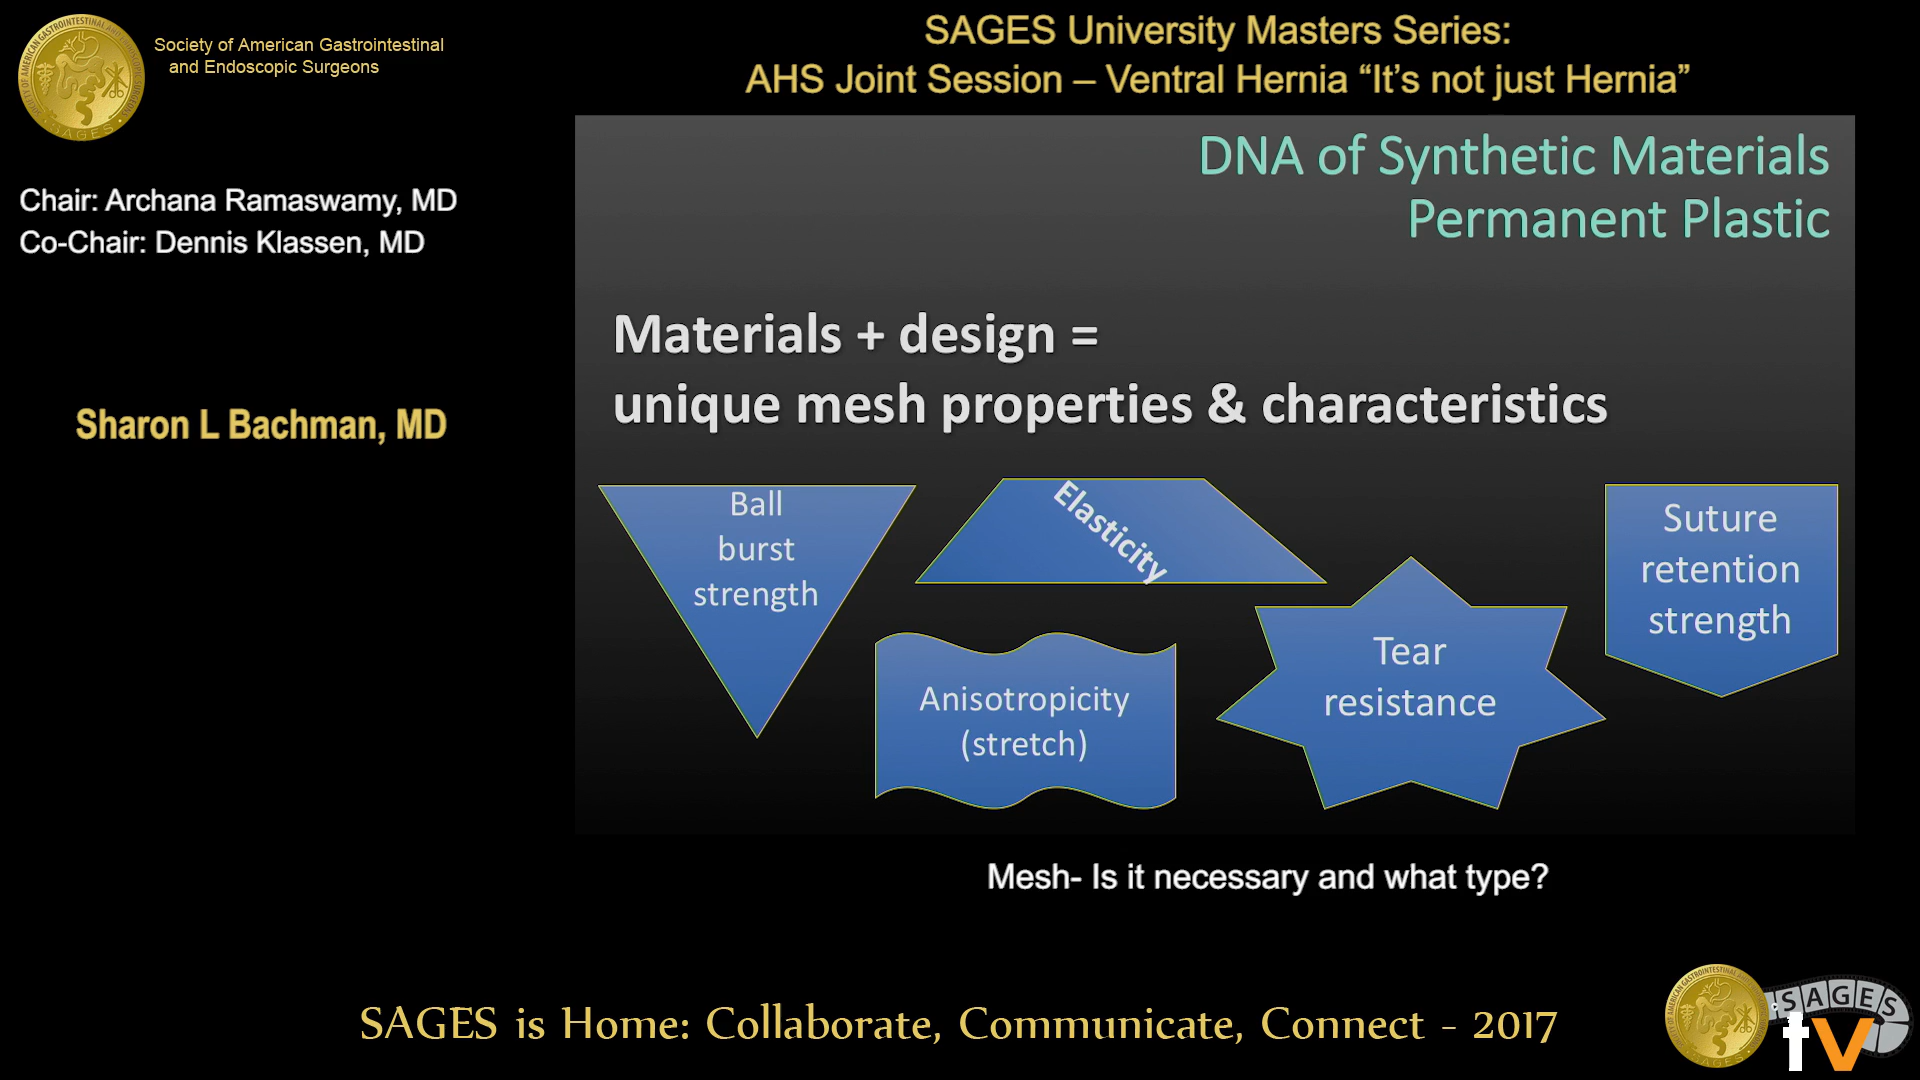 Society of American Gastrointestinal
and Endoscopic Surgeons
SAGES University Masters Series:
AHS Joint Session – Ventral Hernia “It’s not just Hernia”
Chair: Archana Ramaswamy, MD
Co-Chair: Dennis Klassen, MD
Sharon L Bachman, MD
DNA of Synthetic Materials
Permanent Plastic
Materials + design =
unique mesh properties & characteristics
Ball
burst
strength
Elasticity
Suture
retention
strength
Anisotropicity
(stretch)
Tear
resistance
Mesh- Is it necessary and what type?
SAGES is Home: Collaborate, Communicate, Connect - 2017
SAGES
tv
SAGES